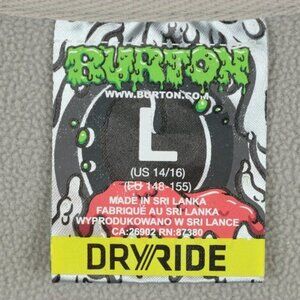 BURTON
WWW.BURTON.COM
L
(US 14/16)
(EU 148-155)
MADE IN SRI LANKA
FABRIQUÉ AU SRI LANKA
WYPRODUKOWANO W SRI LANCE
CA:26902 RN:87380
DRYRIDE